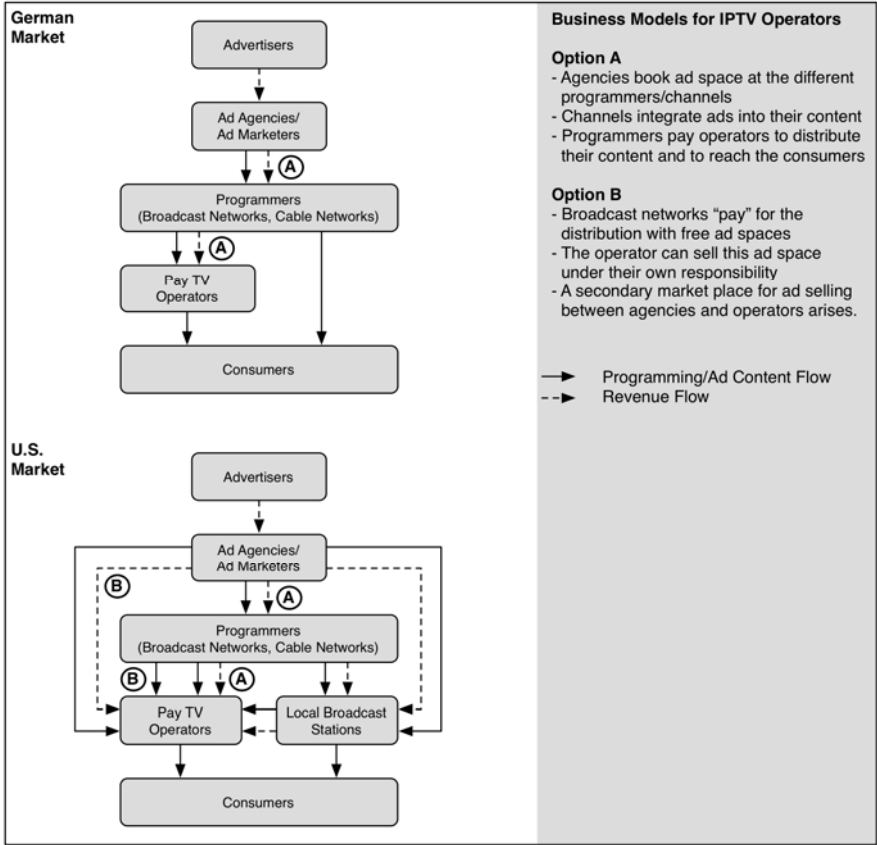 German
Market
Advertisers
Ad Agencies/
Ad Marketers
A
Programmers
(Broadcast Networks, Cable Networks)
A
Pay TV
Operators
Consumers
U.S.
Market
Advertisers
Ad Agencies/
Ad Marketers
B
A
Programmers
(Broadcast Networks, Cable Networks)
B
A
Pay TV
Operators
Local Broadcast
Stations
Consumers
Business Models for IPTV Operators
Option A
- Agencies book ad space at the different
programmers/channels
- Channels integrate ads into their content
- Programmers pay operators to distribute
their content and to reach the consumers
Option B
- Broadcast networks “pay” for the
distribution with free ad spaces
- The operator can sell this ad space
under their own responsibility
- A secondary market place for ad selling
between agencies and operators arises.
Programming/Ad Content Flow
Revenue Flow